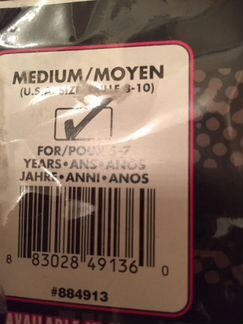 MEDIUM/MOYEN
(U.S.A. SIZE 8-10)
FOR/POUR 5-7
YEARS•ANS•AÑOS
JAHRE•ANNI•ANOS
8 83028 49136 0
#884913
AVAILABLE